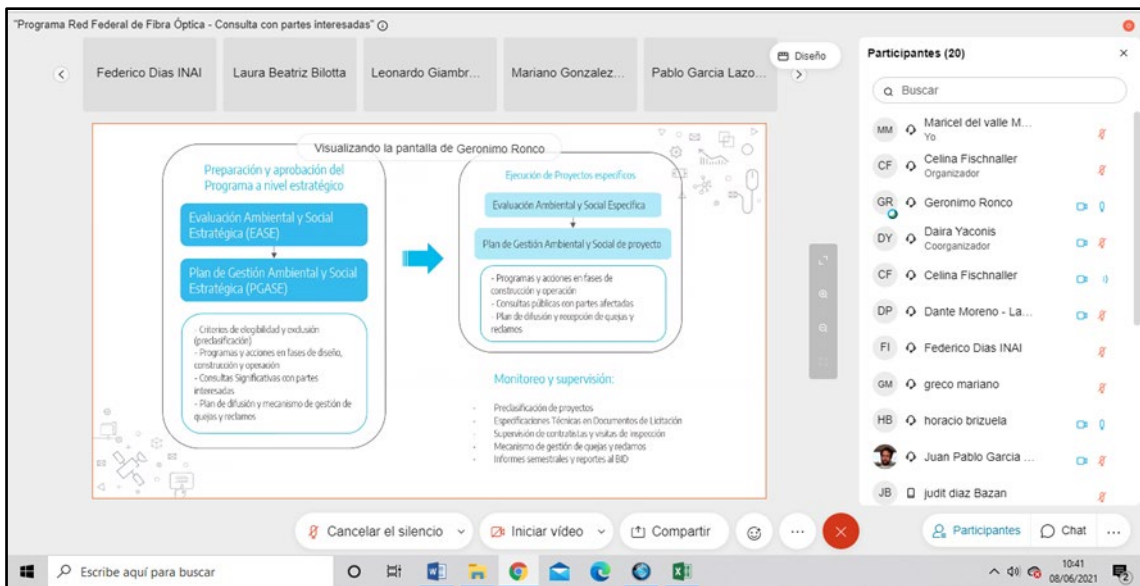 "Programa Red Federal de Fibra Óptica - Consulta con partes interesadas"
Federico Dias INAI
Laura Beatriz Bilotta
Leonardo Giambr...
Mariano Gonzalez...
Pablo Garcia Lazo...
Diseño
Visualizando la pantalla de Geronimo Ronco
Preparación y aprobación del
Programa a nivel estratégico
Evaluación Ambiental y Social
Estratégica (EASE)
Plan de Gestión Ambiental y Social
Estratégica (PGASE)
- Criterios de elegibilidad y exclusión
(preclasificación)
- Programas y acciones en fases de diseño,
construcción y operación
- Consultas Significativas con partes
interesadas
- Plan de difusión y mecanismo de gestión de
quejas y reclamos
Ejecución de Proyectos específicos
Evaluación Ambiental y Social Específica
Plan de Gestión Ambiental y Social de proyecto
- Programas y acciones en fases de
construcción y operación
- Consultas públicas con partes afectadas
- Plan de difusión y recepción de quejas y
reclamos
Monitoreo y supervisión:
- Preclasificación de proyectos
- Especificaciones Técnicas en Documentos de Licitación
- Supervisión de contratistas y visitas de inspección
- Mecanismo de gestión de quejas y reclamos
- Informes semestrales y reportes al BID
Participantes (20)
Buscar
MM Maricel del valle M...
Yo
CF Celina Fischnaller
Organizador
GR Geronimo Ronco
DY Daira Yaconis
Coorganizador
CF Celina Fischnaller
DP Dante Moreno - La...
FI Federico Dias INAI
GM greco mariano
HB horacio brizuela
Juan Pablo Garcia ...
JB judit diaz Bazan
Cancelar el silencio
Iniciar vídeo
Compartir
Participantes
Chat
Escribe aquí para buscar
10:41
08/06/2021
2